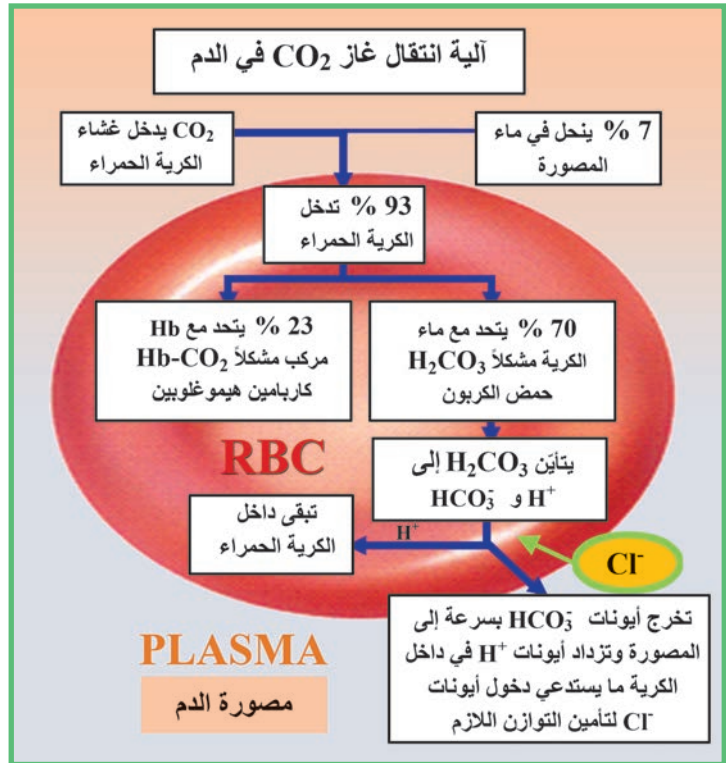 آلية انتقال غاز CO₂ في الدم
CO₂ يدخل غشاء
الكرية الحمراء
7 % ينحل في ماء
المصورة
93 % تدخل
الكرية الحمراء
23 % يتحد مع Hb
مركب مشكلاً Hb-CO₂
كاربامين هيموغلوبين
70 % يتحد مع ماء
الكرية مشكلاً H₂CO₃
حمض الكربون
RBC
يتأيّن H₂CO₃ إلى
H⁺ و HCO₃⁻
H⁺
تبقى داخل
الكرية الحمراء
Cl⁻
تخرج أيونات HCO₃⁻ بسرعة إلى
المصورة وتزداد أيونات H⁺ في داخل
الكرية ما يستدعي دخول أيونات
Cl⁻ لتأمين التوازن اللازم
PLASMA
مصورة الدم